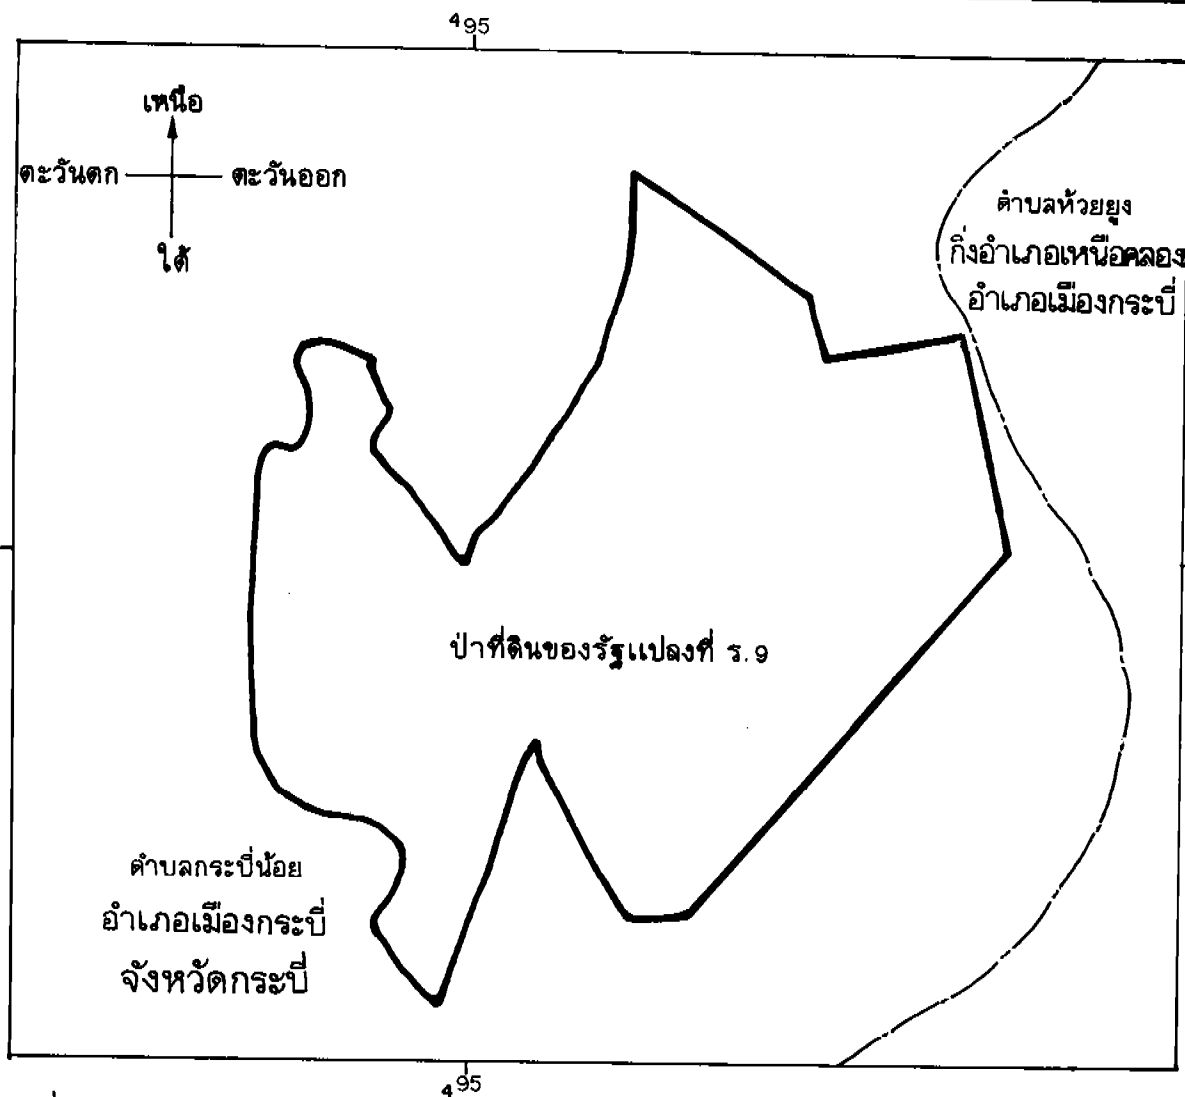 495
เหนือ
ตะวันตก ตะวันออก
ใต้
ตำบลห้วยยูง
กิ่งอำเภอเหนือคลอง
อำเภอเมืองกระบี่
ป่าที่ดินของรัฐแปลงที่ ร.9
ตำบลกระบี่น้อย
อำเภอเมืองกระบี่
จังหวัดกระบี่
495